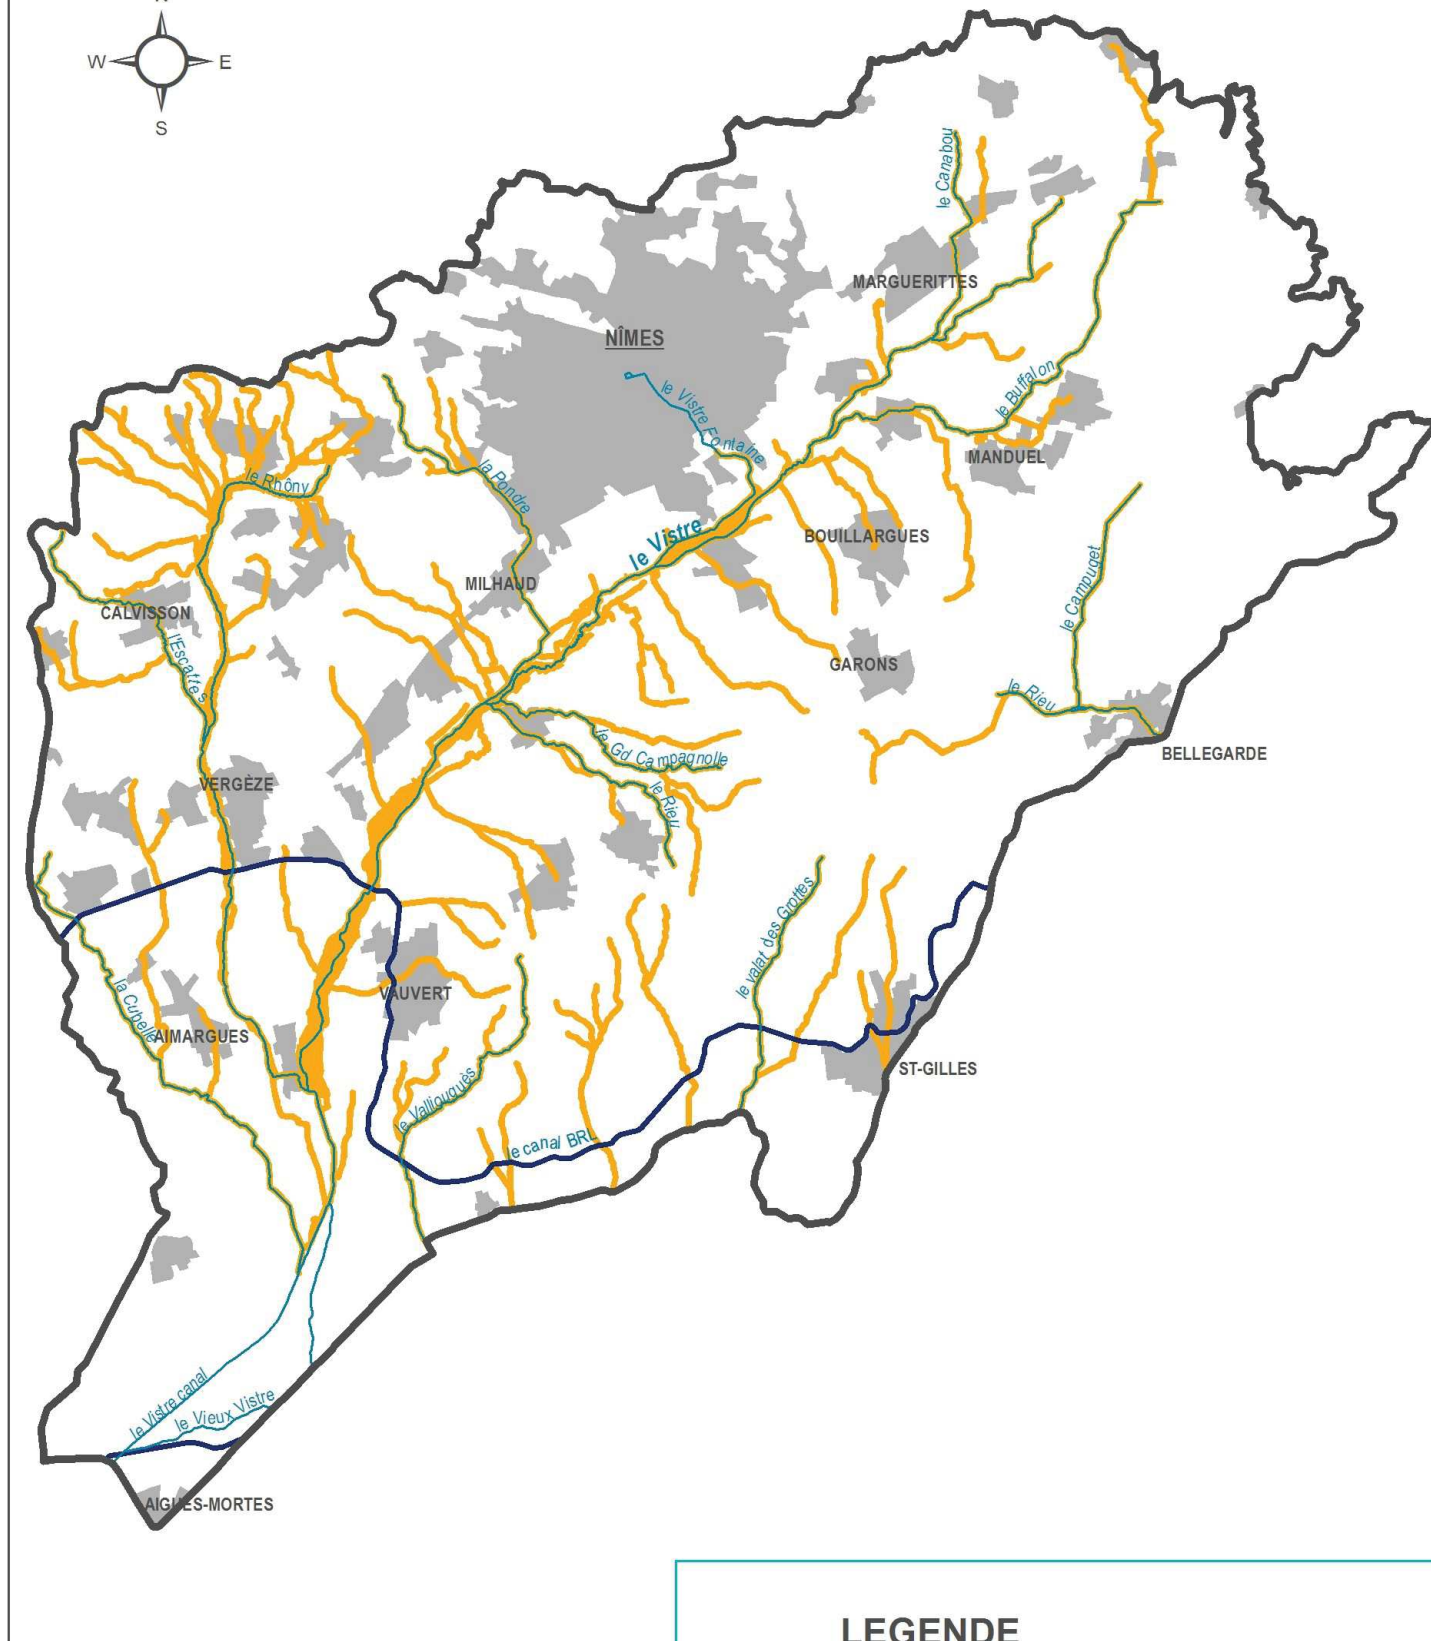 W
E
S
le Canabou
MARGUERITTES
NÎMES
le Vistre Fontaine
le Buffalon
MANDUEL
le Rhôny
la Pondre
le Vistre
BOUILLARGUES
MILHAUD
CALVISSON
le Campuget
l'Escattes
GARONS
le Rieu
le Gd Campagnolle
BELLEGARDE
VERGÈZE
le Rieu
le valat des Grottes
la Cubelle
VAUVERT
AIMARGUES
ST-GILLES
le Valliouguès
le canal BRL
le Vistre canal
le Vieux Vistre
AIGUES-MORTES
LEGENDE